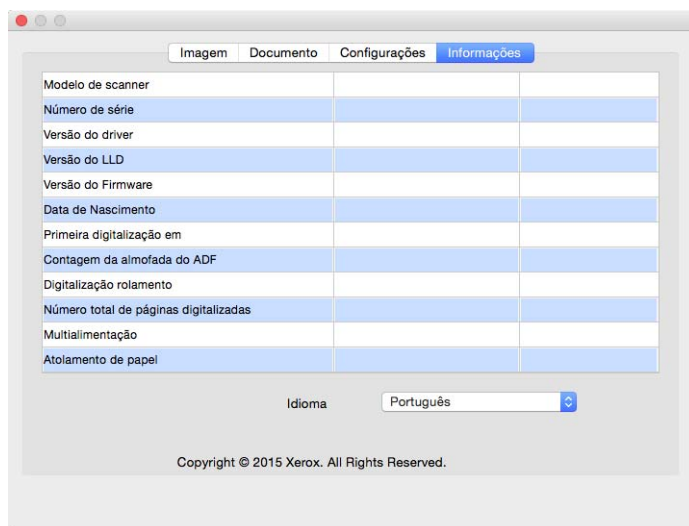 Imagem Documento Configurações Informações
Modelo de scanner
Número de série
Versão do driver
Versão do LLD
Versão do Firmware
Data de Nascimento
Primeira digitalização em
Contagem da almofada do ADF
Digitalização rolamento
Número total de páginas digitalizadas
Multialimentação
Atolamento de papel
Idioma Português
Copyright © 2015 Xerox. All Rights Reserved.